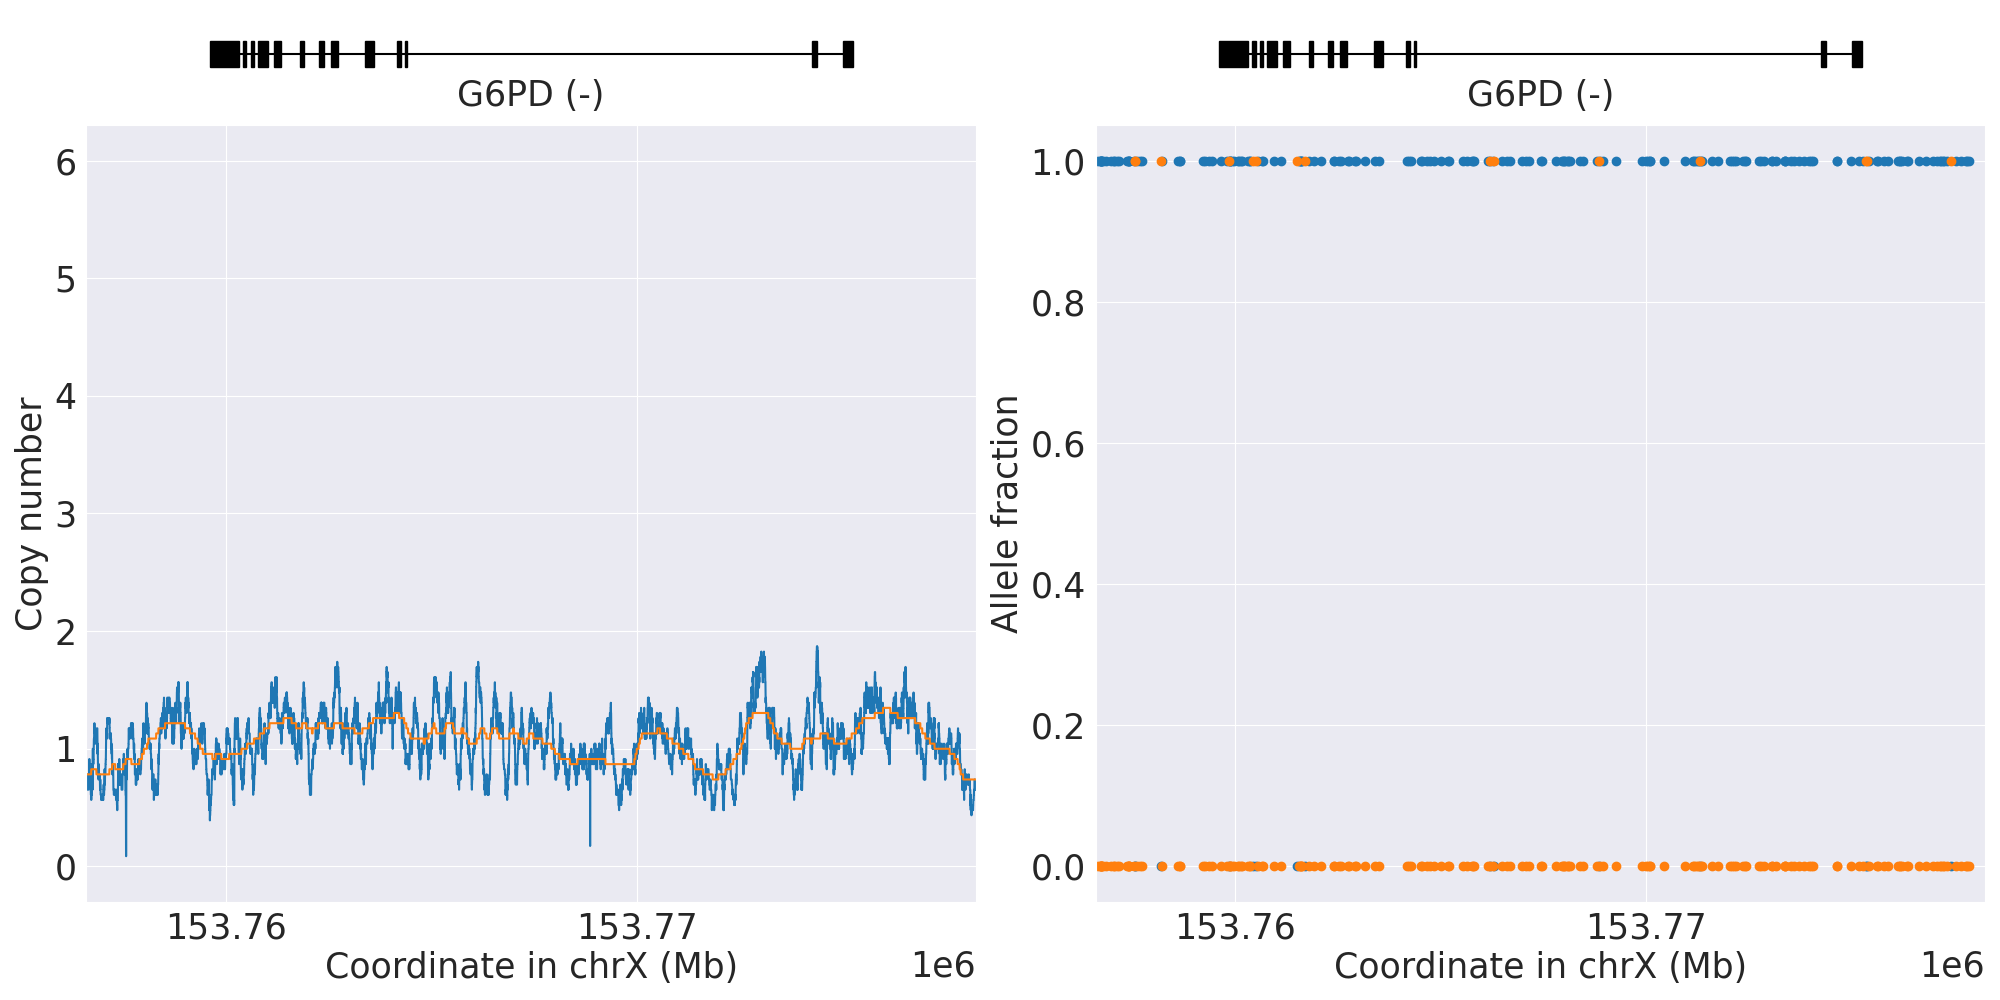 G6PD (-)
6
5
4
3
2
1
0
Copy number
153.76
153.77
Coordinate in chrX (Mb)
1e6
G6PD (-)
1.0
0.8
0.6
0.4
0.2
0.0
Allele fraction
153.76
153.77
Coordinate in chrX (Mb)
1e6